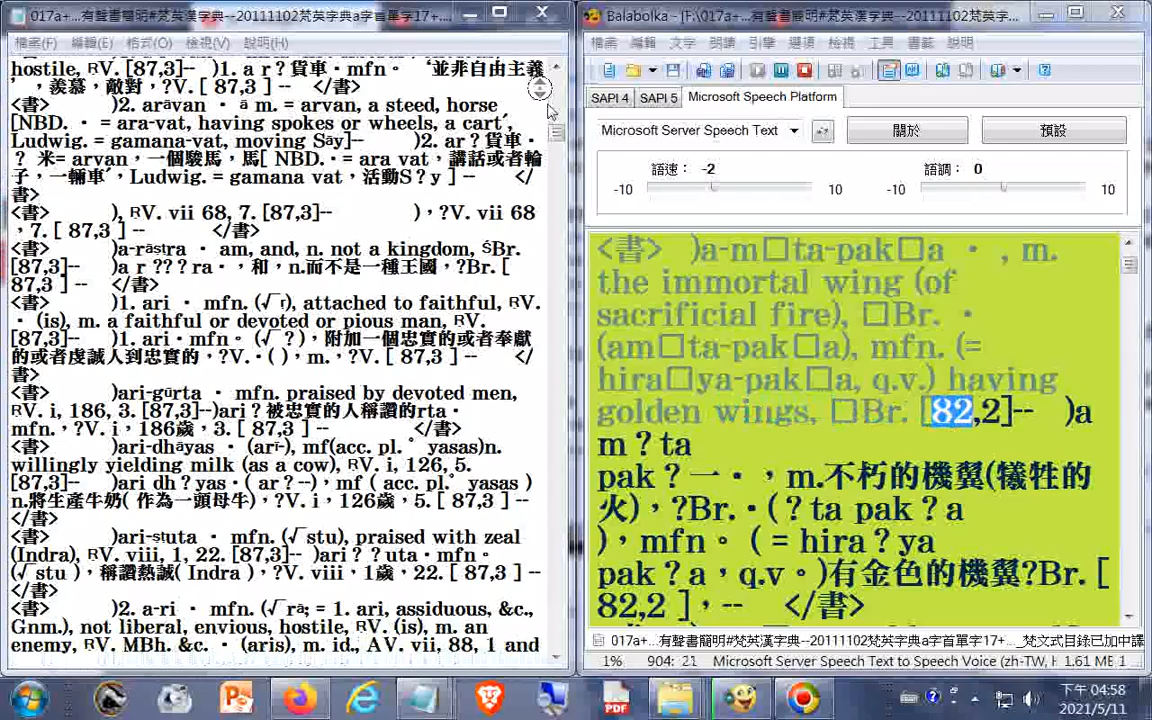 017a+...有聲書簡明#梵英漢字典--20111102梵英字典a字首單字17+...
檔案(F) 編輯(E) 格式(O) 檢視(V) 說明(H)
hostile, RV. [87,3]-- )1. a r ? 貨車・mfn。 ‘並非自由主義
’，羨慕，敵對，?V. [ 87,3 ]-- </書>
<書> )2. arāvan ・ ā m. = arvan, a steed, horse
[NBD. ・ = ara-vat, having spokes or wheels, a cart′,
Ludwig. = gamana-vat, moving Sāy]-- )2. ar ? 貨車・
? 米= arvan，一個駿馬，馬[ NBD.・= ara vat，講話或者輪
子，一輛車′，Ludwig. = gamana vat，活動S ? y ] -- </
書>
<書> ), RV. vii 68, 7. [87,3]-- )，?V. vii 68
，7. [ 87,3 ]-- </書>
<書> )a-rāṣṭra ・ am, and, n. not a kingdom, ŚBr.
[87,3]-- )a r ?? ? ra・，和，n.而不是一種王國，?Br. [
87,3 ]-- </書>
<書> )1. ari ・ mfn. (√ṛ), attached to faithful, RV.
・ (is), m. a faithful or devoted or pious man, RV.
[87,3]-- )1. ari・mfn. (√ ? )，附加一個忠實的或者奉獻
的或者虔誠人到忠實的，?V.・( )，m.，?V. [ 87,3 ]-- </
書>
<書> )ari-gūrta ・ mfn. praised by devoted men,
RV. i, 186, 3. [87,3]-- )ari ? 被忠實的人稱讚的rta・
mfn.，?V. i，186歲，3. [ 87,3 ]-- </書>
<書> )ari-dhāyas ・ (arí-), mf(acc. pl. ° yasas)n.
willingly yielding milk (as a cow), RV. i, 126, 5.
[87,3]-- )ari dh ? yas・( ar ? --)，mf ( acc. pl.° yasas )
n.將生產牛奶( 作為一頭母牛)，?V. i，126歲，5. [ 87,3 ]-- </
書>
<書> )ari-ṣṭuta ・ mfn. (√stu), praised with zeal
(Indra), RV. viii, 1, 22. [87,3]-- )ari ? ? uta・mfn。
(√stu )，稱讚熱誠( Indra )，?V. viii，1歲，22. [ 87,3 ]--
</書>
<書> )2. a-ri ・ mfn. (√rā; = 1. ari, assiduous, &c.,
Gnm.), not liberal, envious, hostile, RV. (is), m. an
enemy, RV. MBh. &c. ・ (aris), m. id., AV. vii, 88, 1 and
Balabolka - [F:\017a+...有聲書簡明#梵英漢字典--20111102梵英字...
檔案 編輯 文字 朗讀 引擎 選項 檢視 工具 書籤 說明
SAPI 4 SAPI 5 Microsoft Speech Platform
Microsoft Server Speech Text 關於 預設
語速： -2 語調： 0
-10 10 -10 10
<書> )a-m□ta-pak□a ・ , m.
the immortal wing (of
sacrificial fire), □Br. ・
(am□ta-pak□a), mfn. (=
hira□ya-pak□a, q.v.) having
golden wings, □Br. [82,2]-- )a
m ? ta
pak ? 一・，m.不朽的機翼(犧牲的
火)，?Br.・( ? ta pak ? a
)，mfn。( = hira ? ya
pak ? a，q.v。)有金色的機翼?Br. [
82,2 ]，-- </書>
017a+...有聲書簡明#梵英漢字典--20111102梵英字典a字首單字17+..._梵文式目錄已加中譯
1% 904: 21 Microsoft Server Speech Text to Speech Voice (zh-TW, H 1.61 MB 1
下午 04:58
2021/5/11